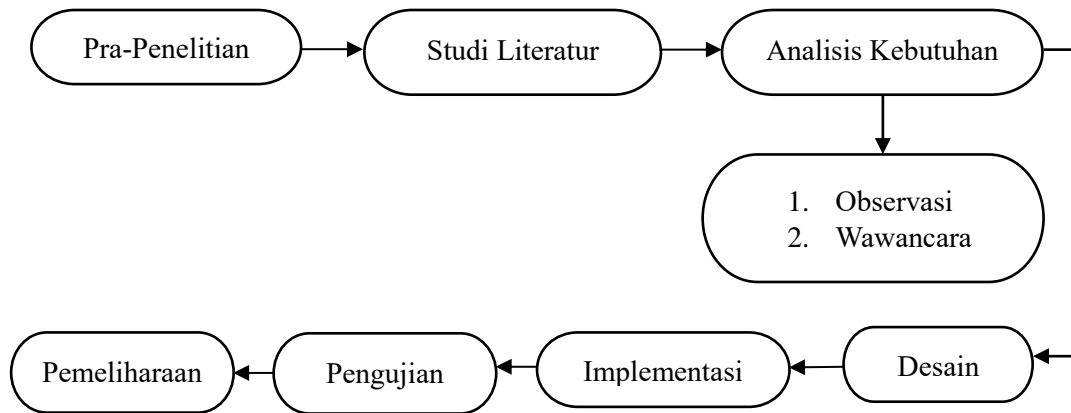 Pra-Penelitian
Studi Literatur
Analisis Kebutuhan
1. Observasi
2. Wawancara
Pemeliharaan
Pengujian
Implementasi
Desain